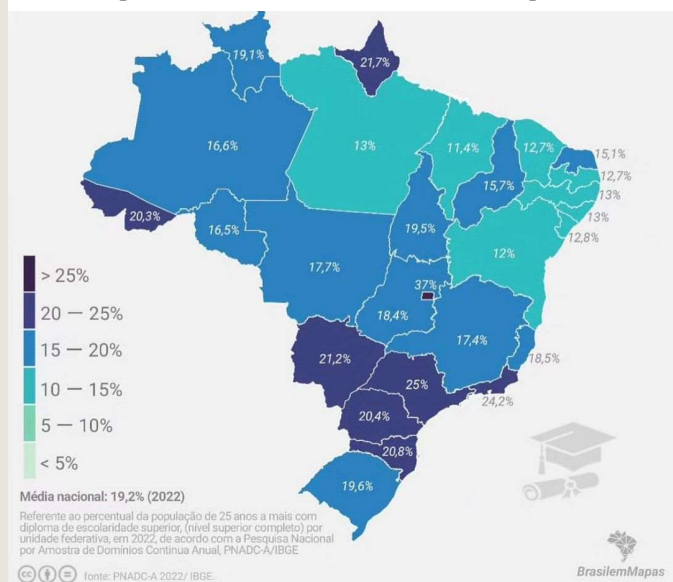 19,1%
21,7%
16,6%
13%
11,4%
12,7%
15,1%
12,7%
15,7%
13%
20,3%
16,5%
19,5%
13%
12,8%
12%
17,7%
37%
18,4%
17,4%
18,5%
21,2%
25%
24,2%
20,4%
20,8%
19,6%
> 25%
20 — 25%
15 — 20%
10 — 15%
5 — 10%
< 5%
Média nacional: 19,2% (2022)
Referente ao percentual da população de 25 anos a mais com
diploma de escolaridade superior, (nível superior completo) por
unidade federativa, em 2022, de acordo com a Pesquisa Nacional
por Amostra de Domínios Contínua Anual, PNADC-A/IBGE
cc
fonte: PNADC-A 2022/ IBGE.
BrasilemMapas